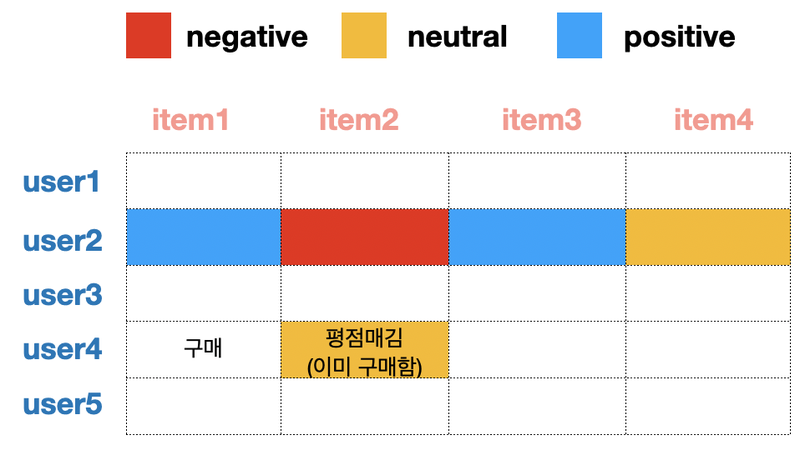 negative neutral positive
item1 item2 item3 item4
user1
user2
user3
user4 구매 평점매김
(이미 구매함)
user5